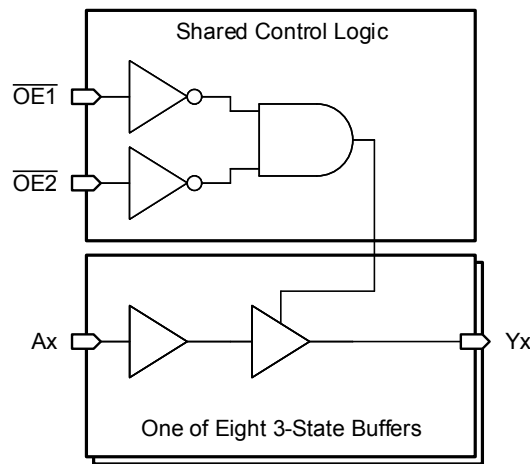 Shared Control Logic
OE1
OE2
Ax
Yx
One of Eight 3-State Buffers